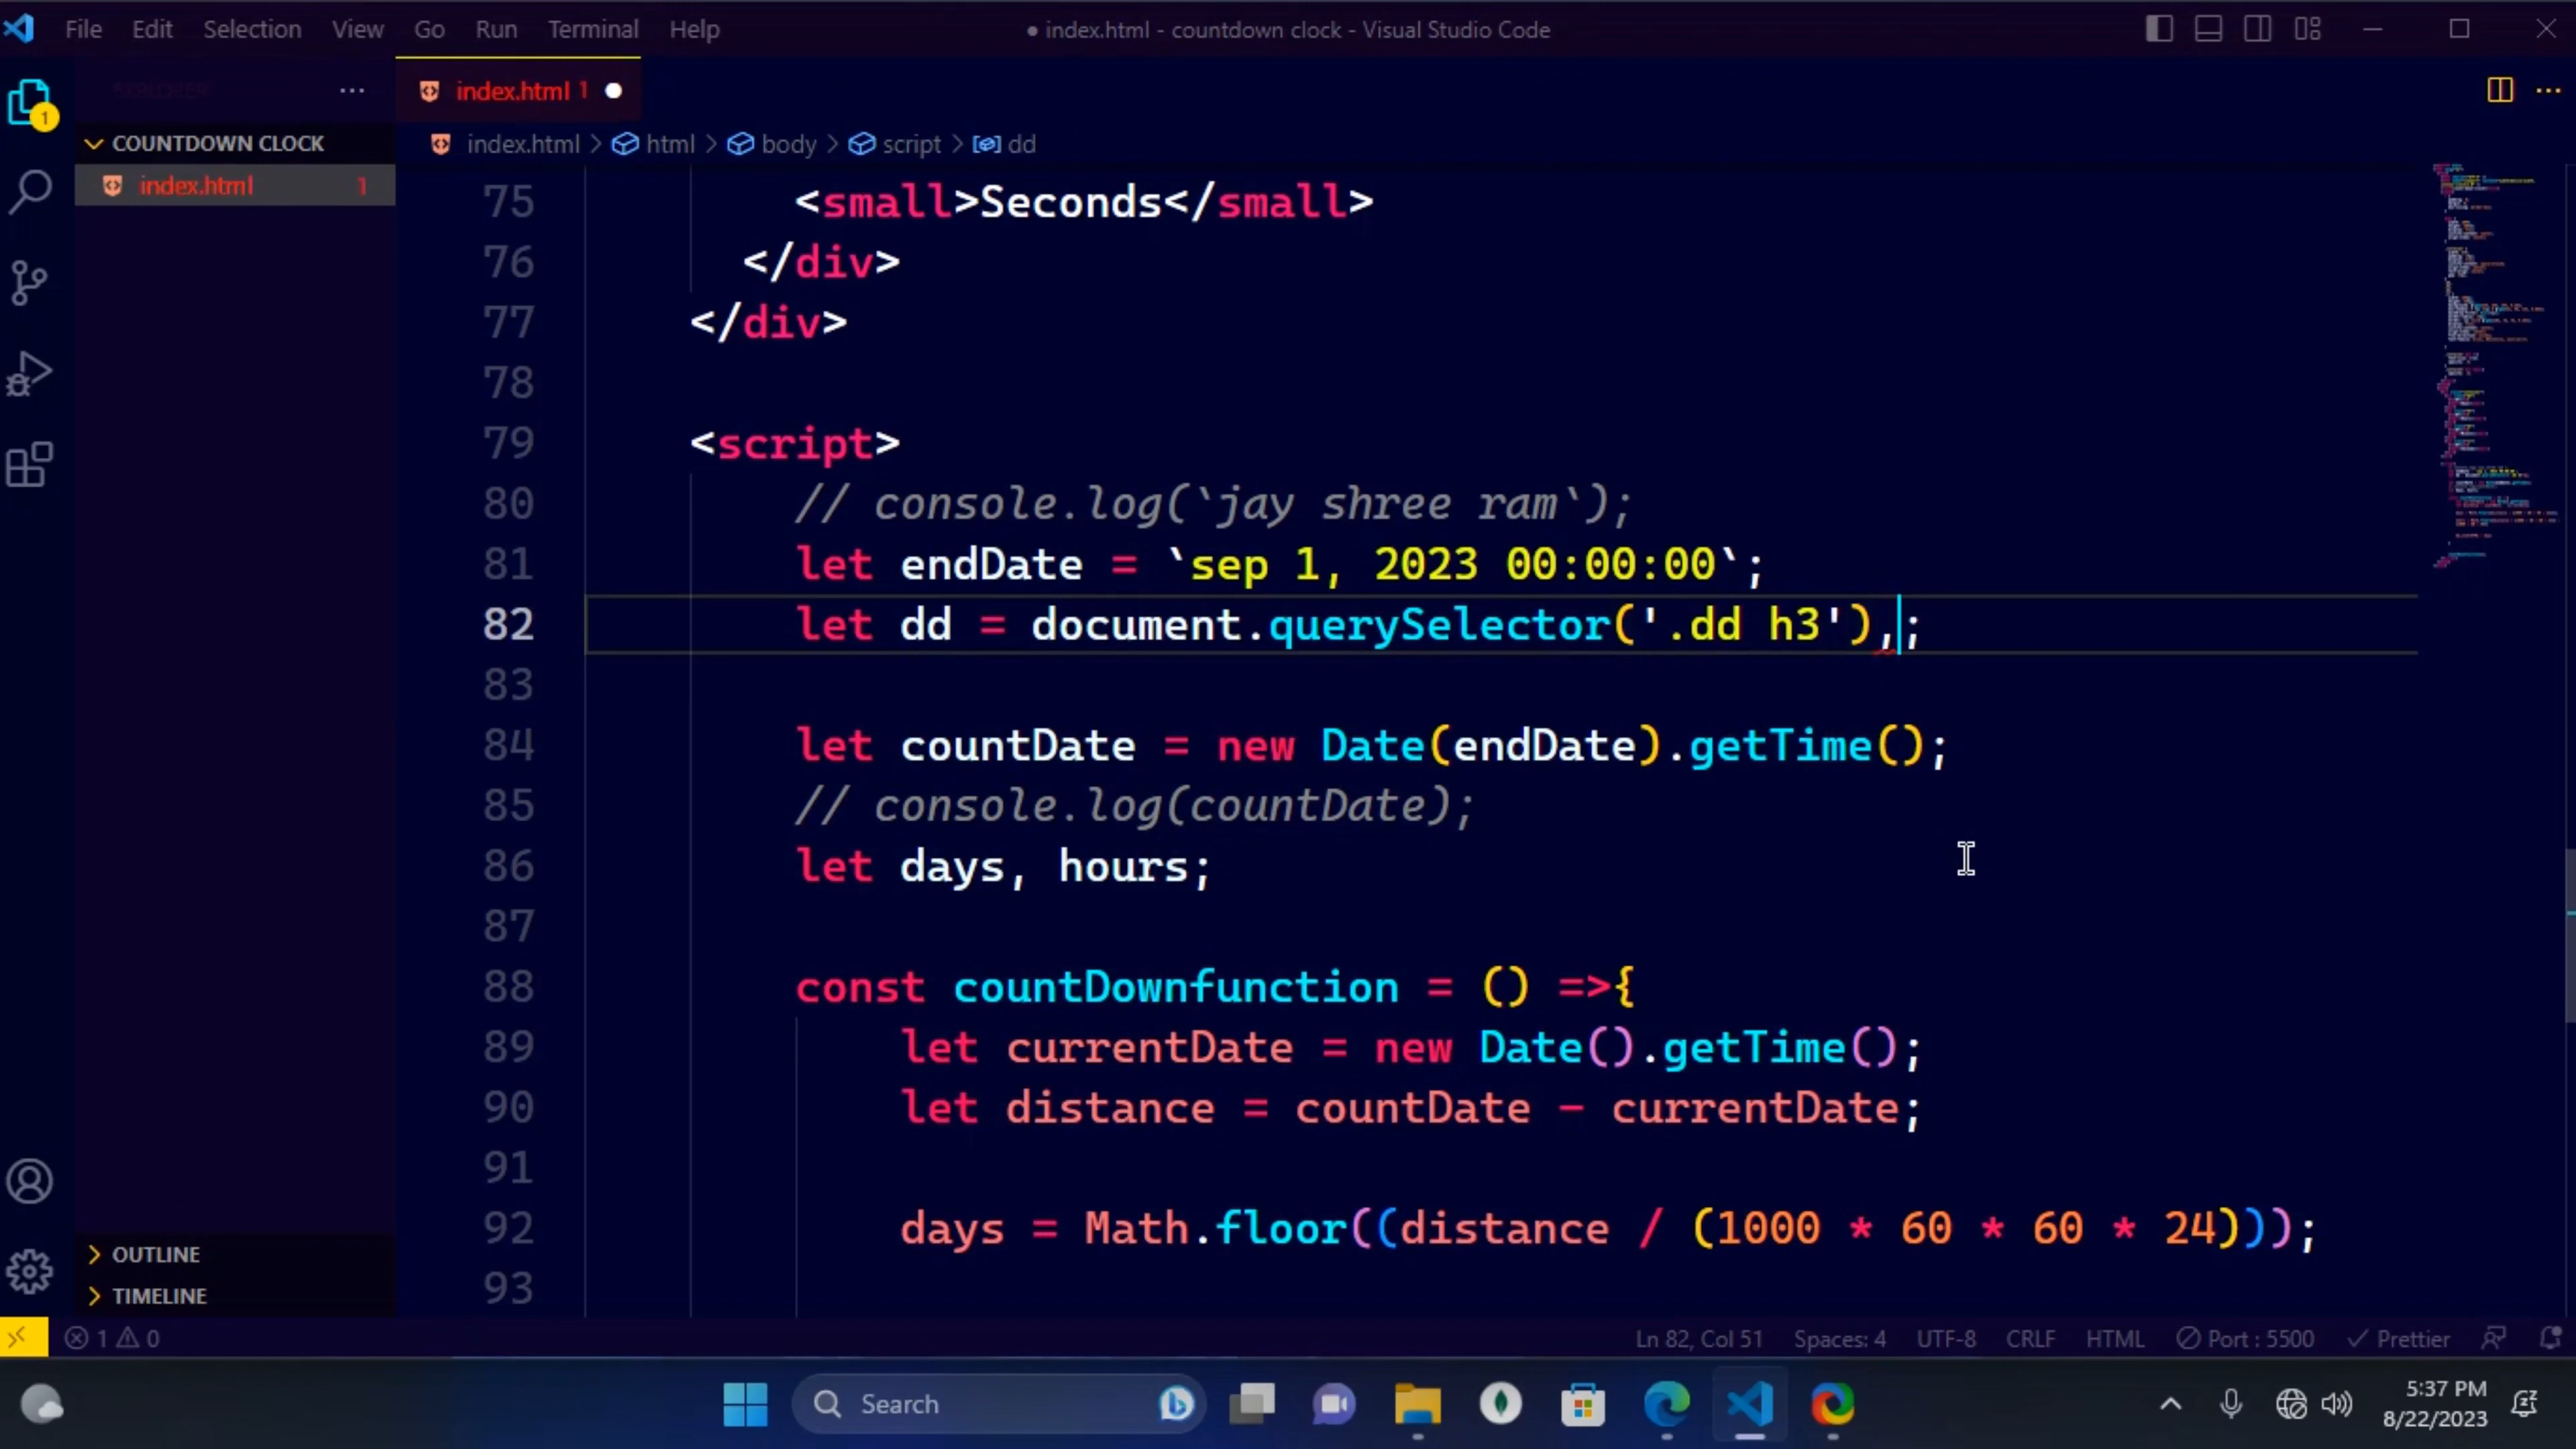 File Edit Selection View Go Run Terminal Help
● index.html - countdown clock - Visual Studio Code
EXPLORER ...
index.html 1 ●
COUNTDOWN CLOCK
index.html > html > body > script > dd
index.html 1
75 <small>Seconds</small>
76 </div>
77 </div>
78
79 <script>
80 // console.log(`jay shree ram`);
81 let endDate = `sep 1, 2023 00:00:00`;
82 let dd = document.querySelector('.dd h3'),;
83
84 let countDate = new Date(endDate).getTime();
85 // console.log(countDate);
86 let days, hours;
87
88 const countDownfunction = () =>{
89 let currentDate = new Date().getTime();
90 let distance = countDate - currentDate;
91
92 days = Math.floor((distance / (1000 * 60 * 60 * 24)));
93
OUTLINE
TIMELINE
1 0
Ln 82, Col 51 Spaces: 4 UTF-8 CRLF HTML Port : 5500 Prettier
Search
5:37 PM
8/22/2023